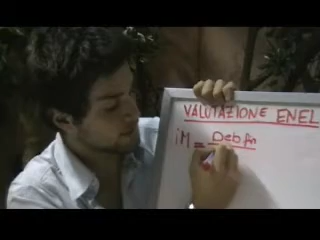 VALUTAZIONE ENEL
iM = Deb fin